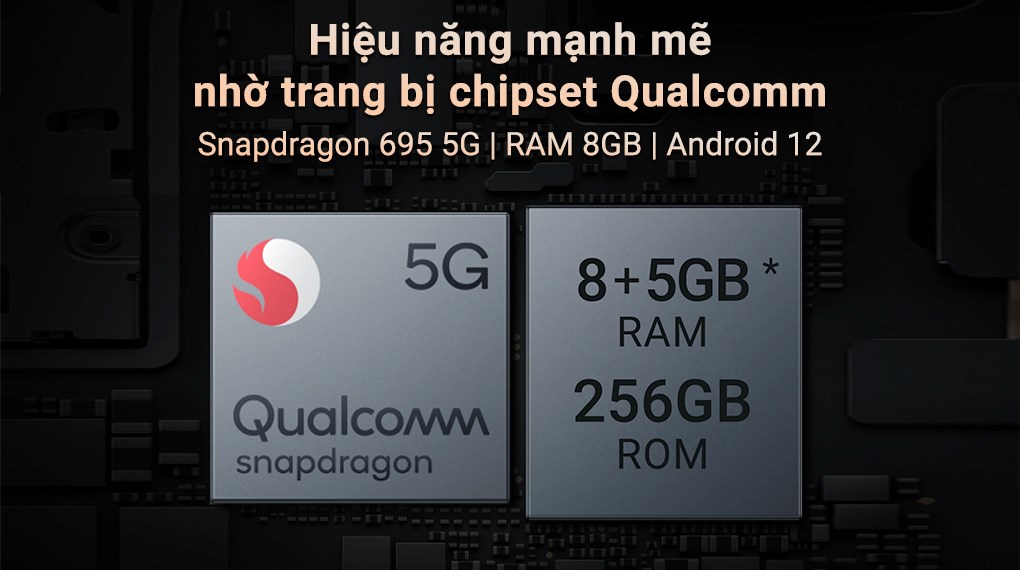 Hiệu năng mạnh mẽ
nhờ trang bị chipset Qualcomm
Snapdragon 695 5G | RAM 8GB | Android 12
5G
Qualcomm
snapdragon
8+5GB*
RAM
256GB
ROM